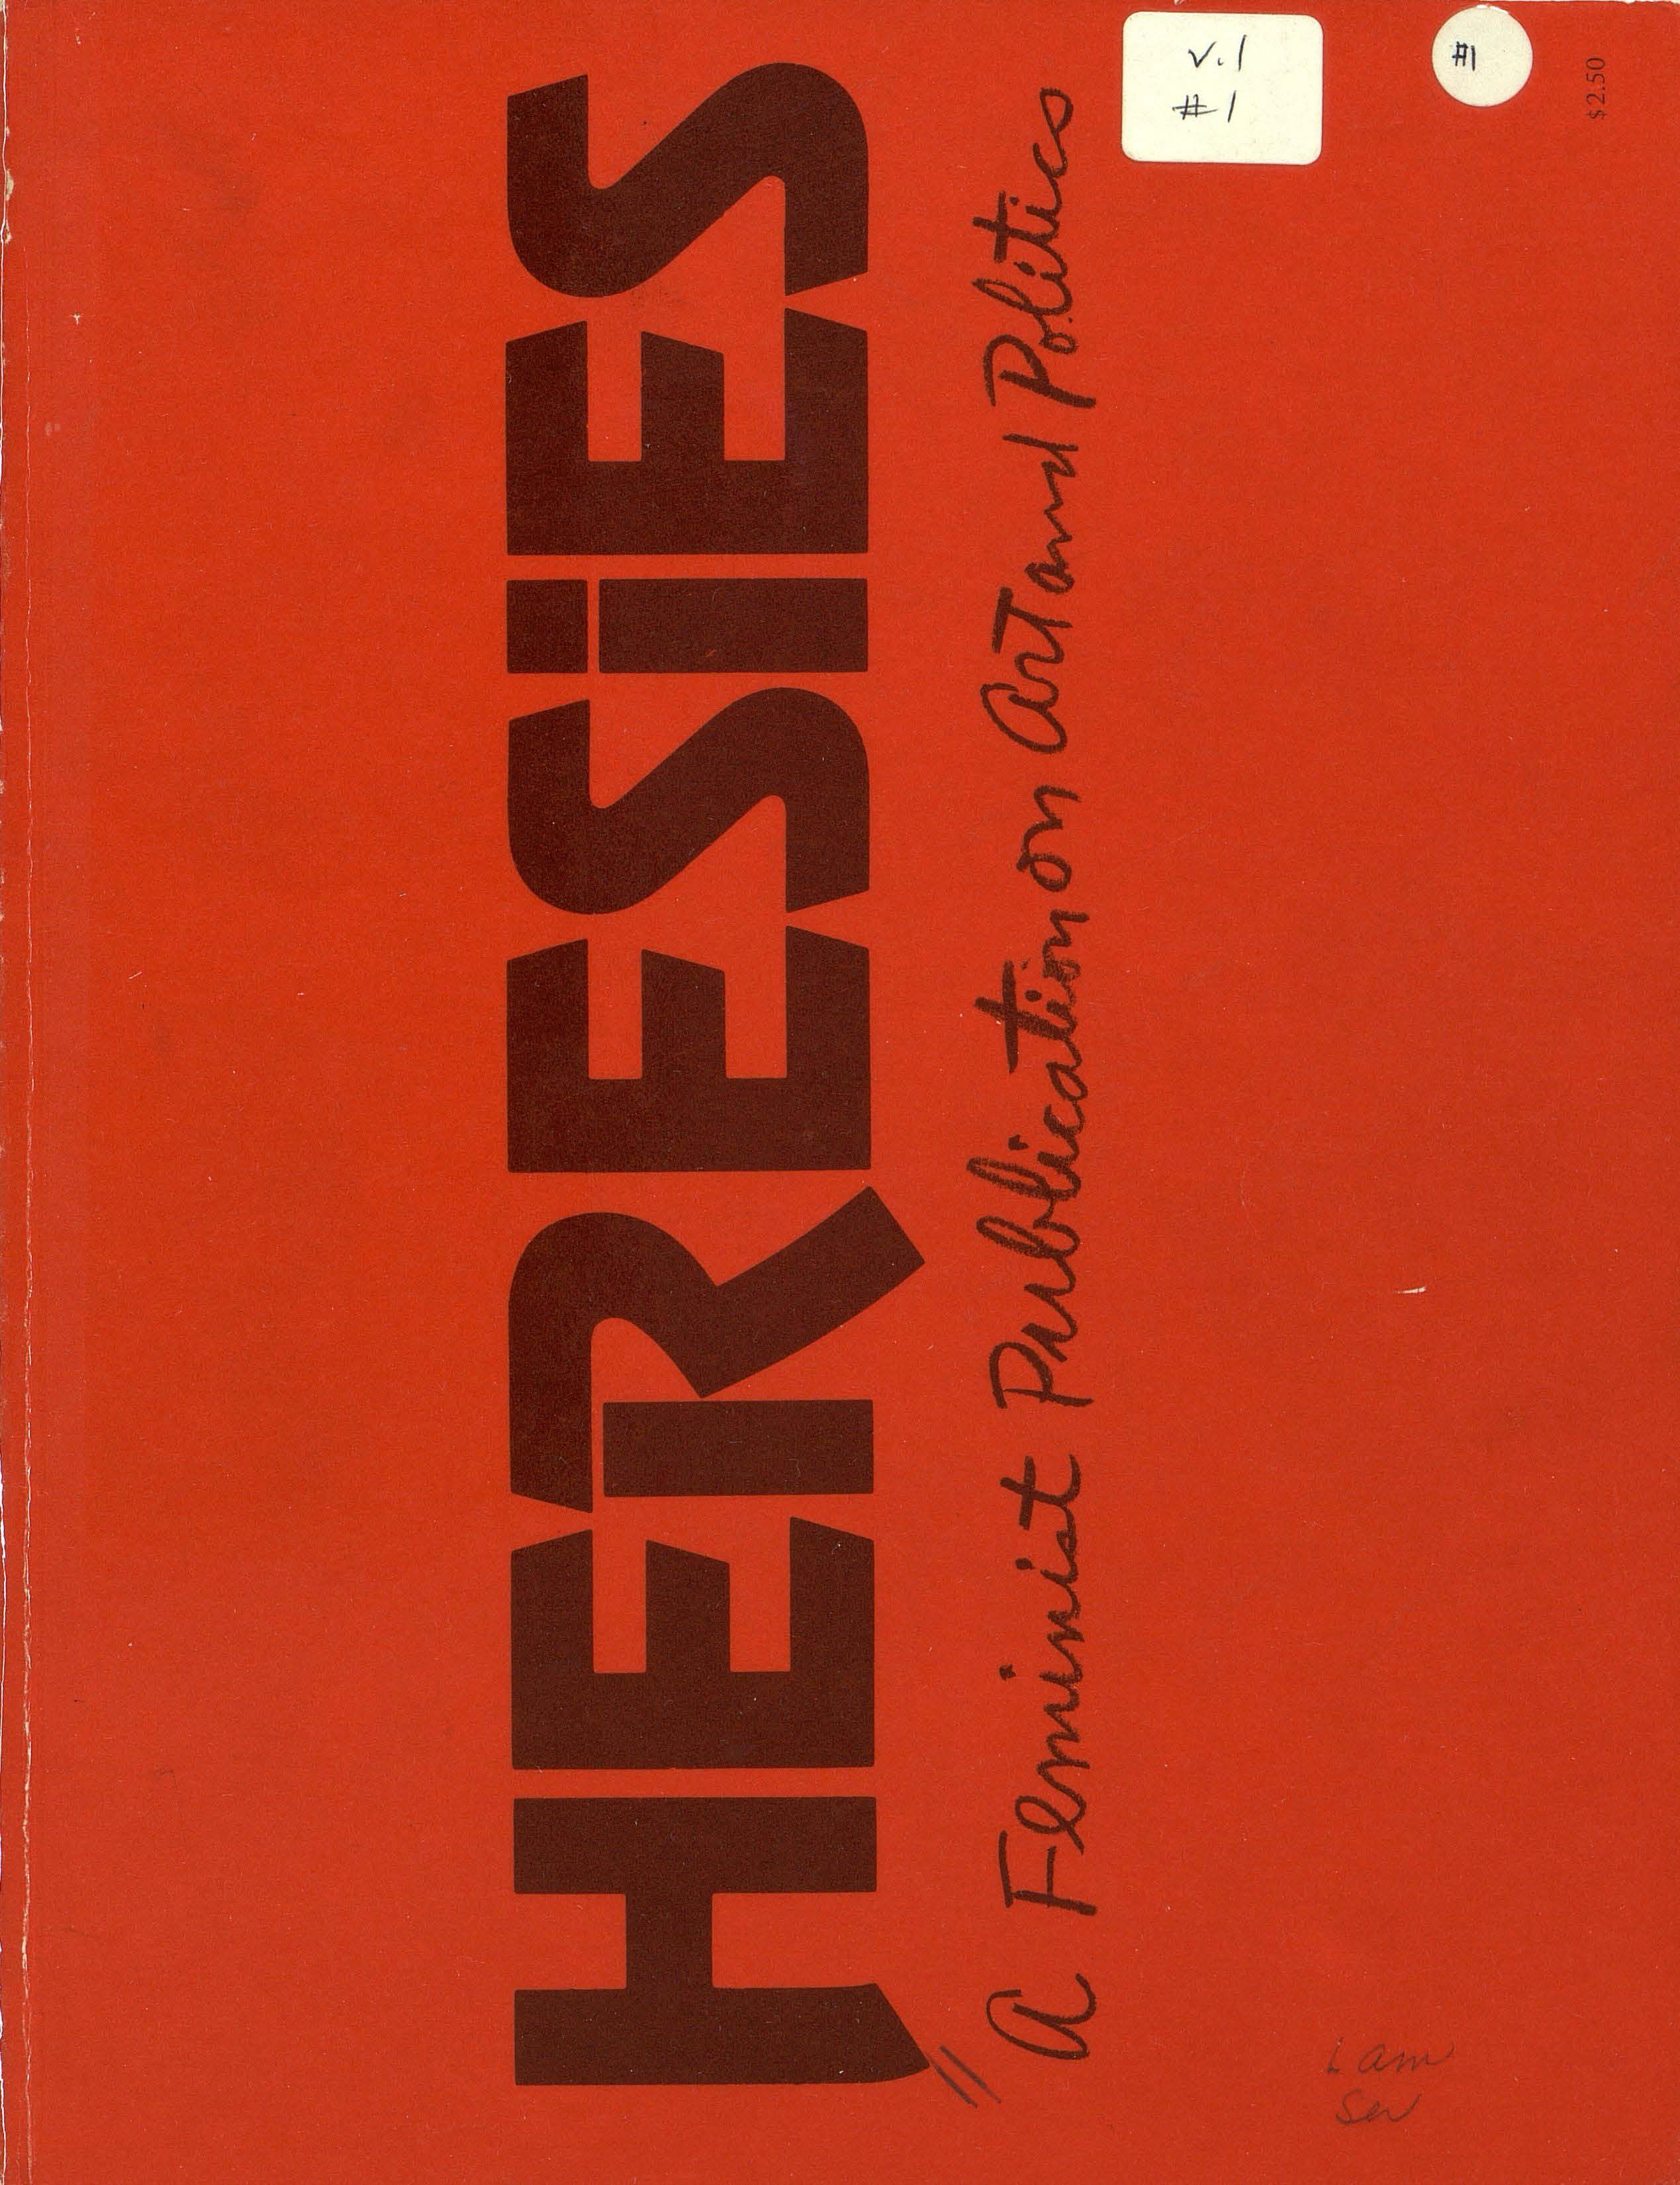 HERESiES
A Feminist Publication on Art and Politics
v.1
#1
#1
$2.50